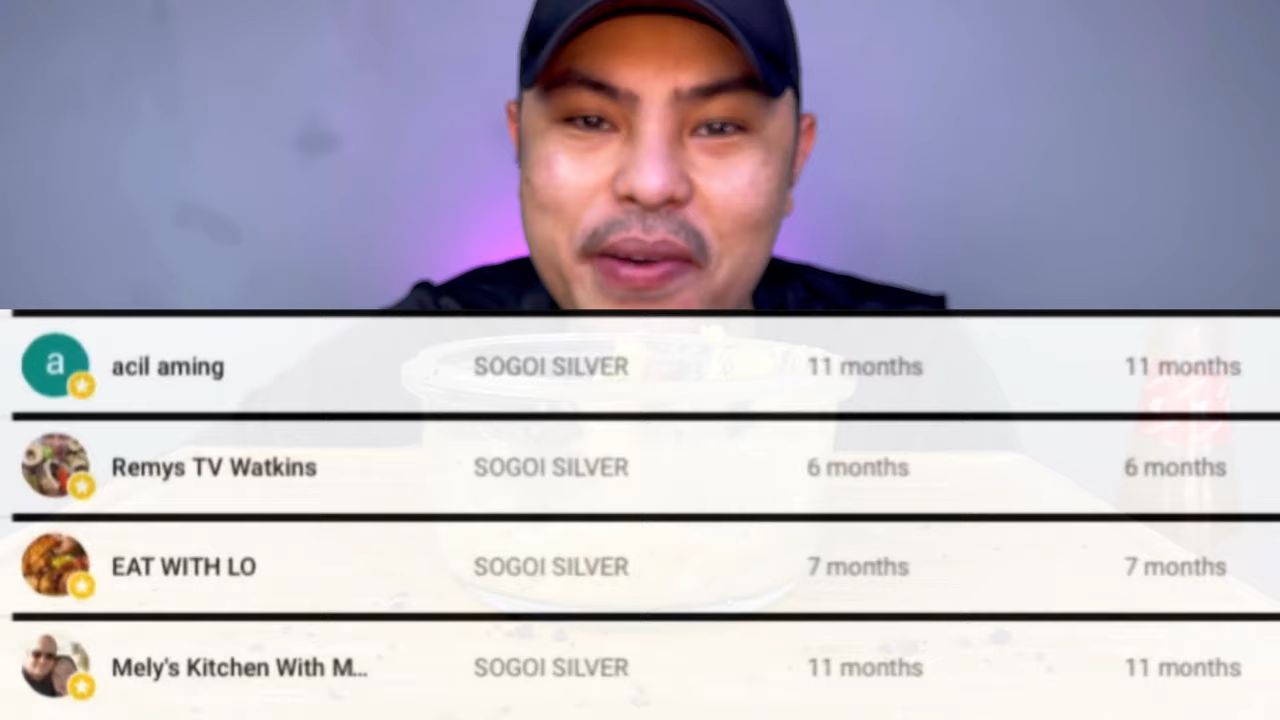 a acil aming SOGOI SILVER 11 months 11 months
Remys TV Watkins SOGOI SILVER 6 months 6 months
EAT WITH LO SOGOI SILVER 7 months 7 months
Mely's Kitchen With M... SOGOI SILVER 11 months 11 months